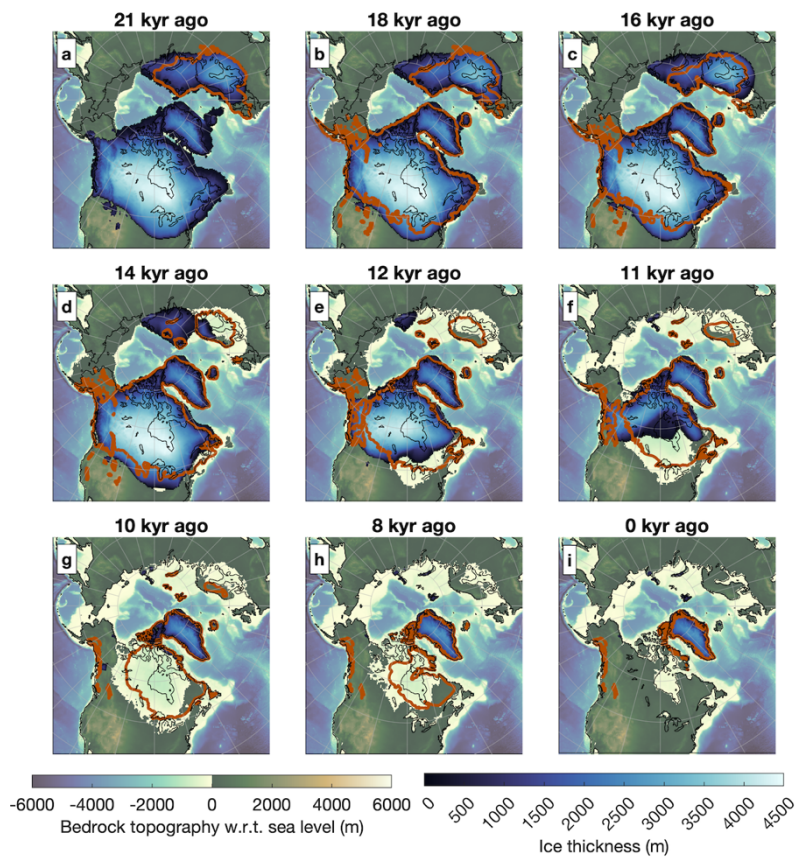 21 kyr ago
18 kyr ago
16 kyr ago
a
b
c
14 kyr ago
12 kyr ago
11 kyr ago
d
e
f
10 kyr ago
8 kyr ago
0 kyr ago
g
h
i
-6000 -4000 -2000 0 2000 4000 6000
Bedrock topography w.r.t. sea level (m)
0 500 1000 1500 2000 2500 3000 3500 4000 4500
Ice thickness (m)